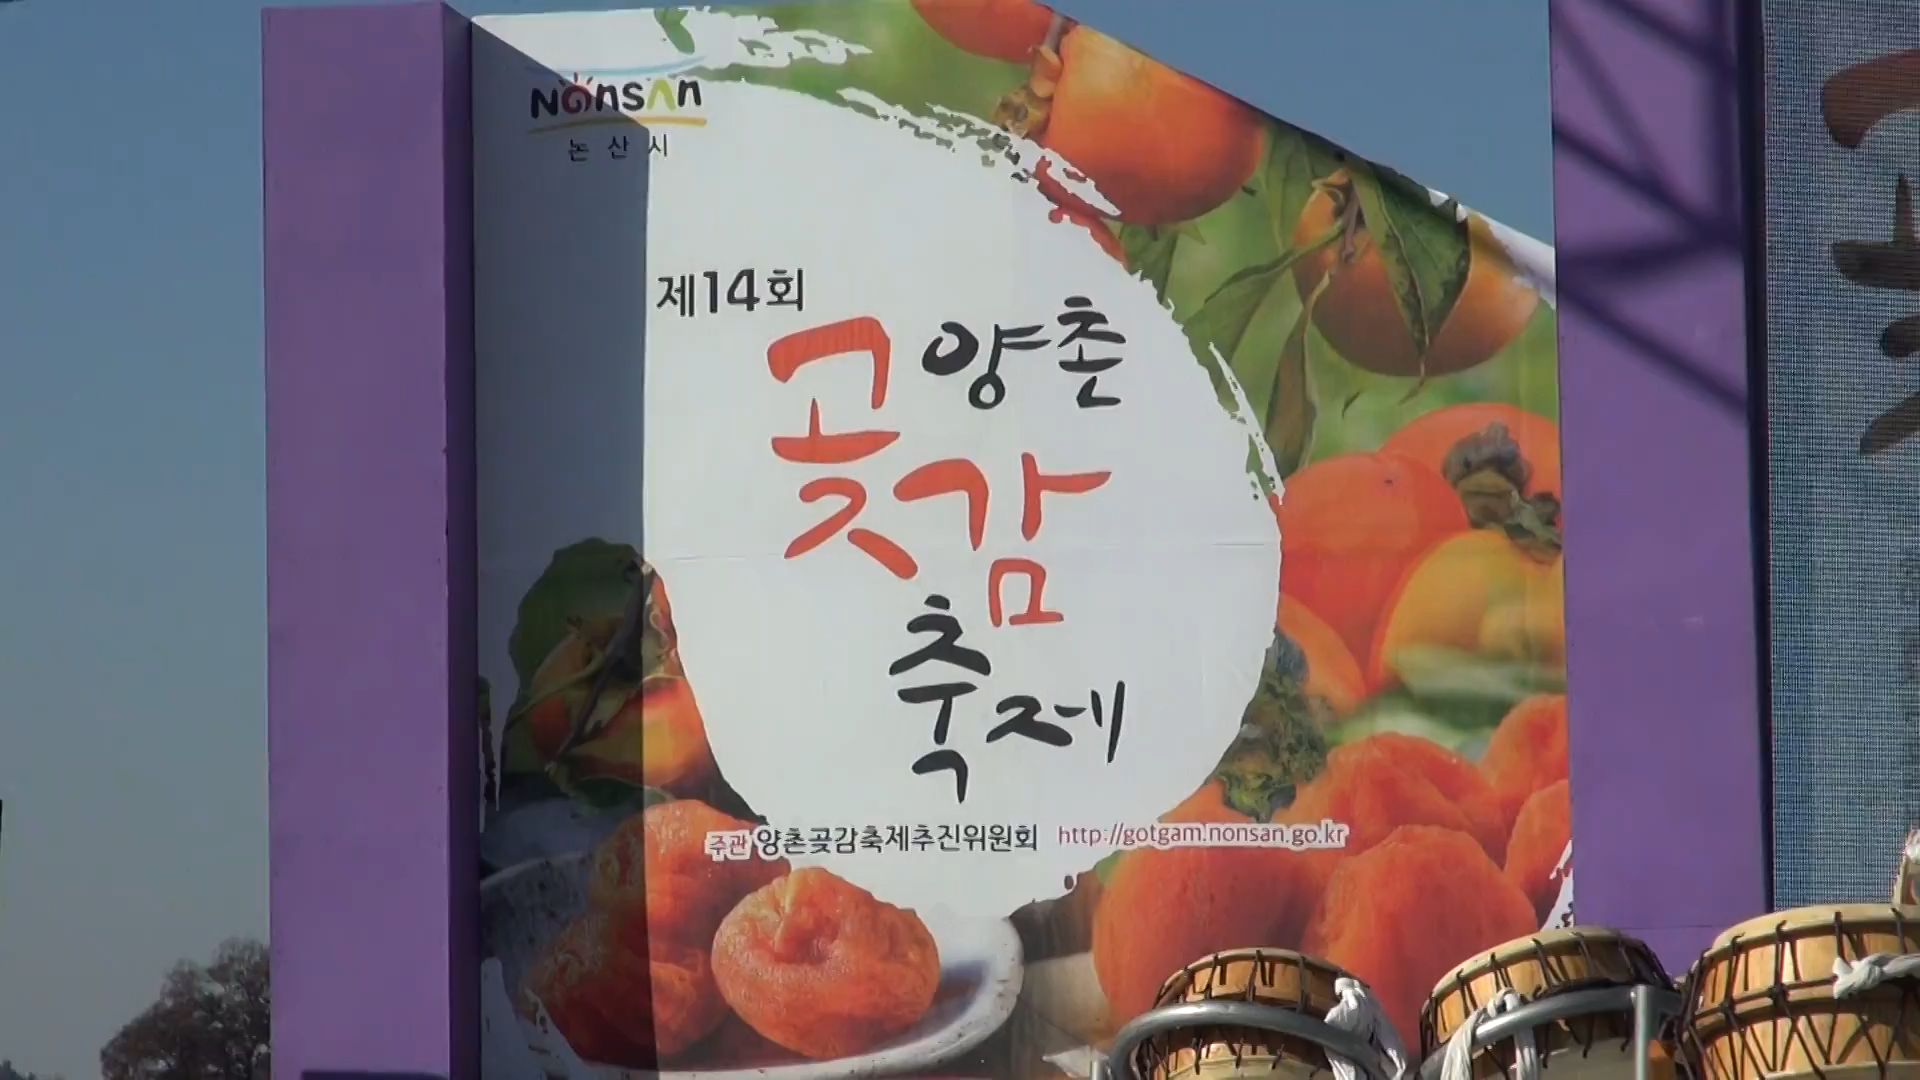 NONSAN
논산시
제14회
양촌
곶감
축제
주관 양촌곶감축제추진위원회 http://gotgam.nonsan.go.kr